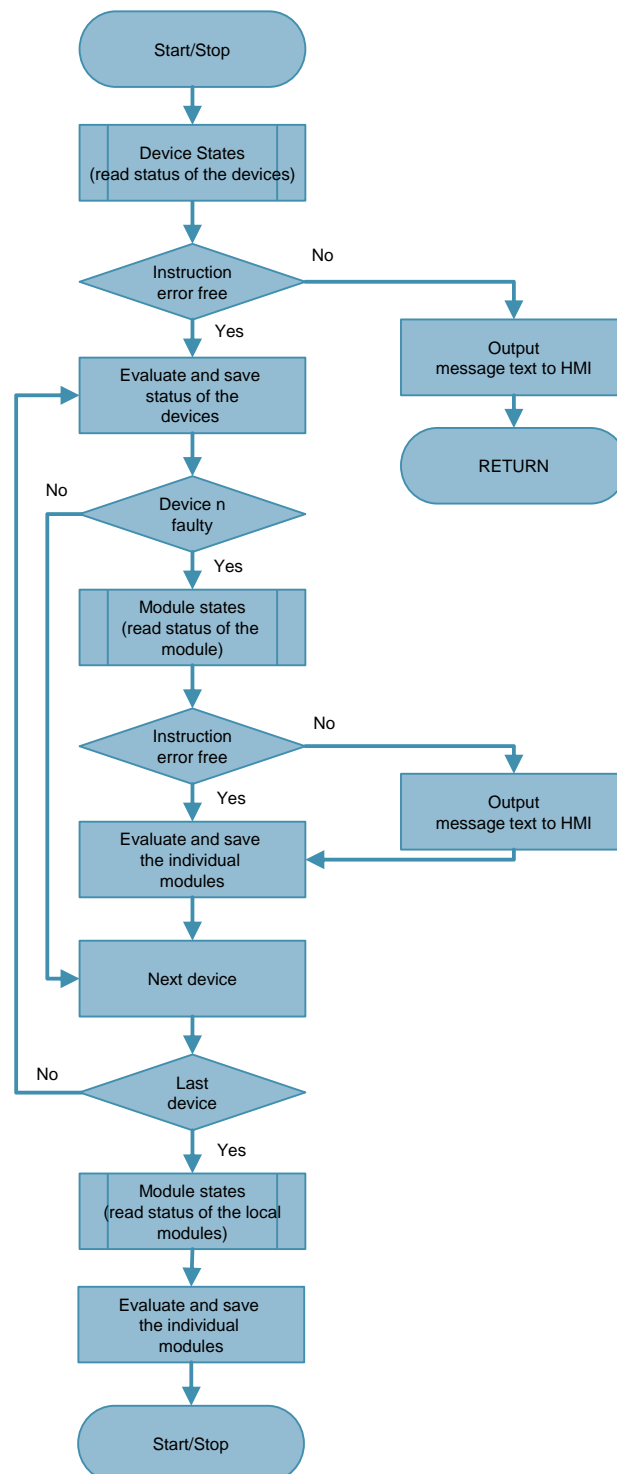 Start/Stop
Device States
(read status of the devices)
Instruction
error free
No
Yes
Output
message text to HMI
RETURN
Evaluate and save
status of the
devices
No
Device n
faulty
Yes
Module states
(read status of the
module)
Instruction
error free
No
Yes
Output
message text to HMI
Evaluate and save
the individual
modules
Next device
No
Last
device
Yes
Module states
(read status of the local
modules)
Evaluate and save
the individual
modules
Start/Stop